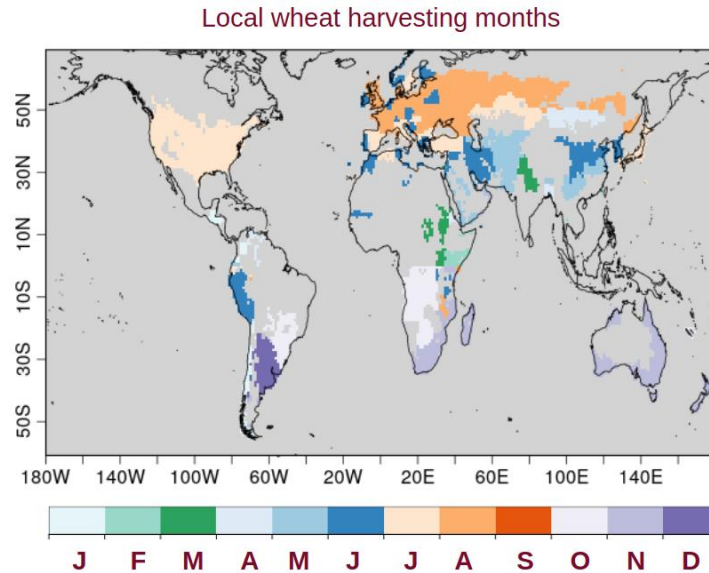 Local wheat harvesting months
50N
30N
10N
10S
30S
50S
180W 140W 100W 60W 20W 20E 60E 100E 140E
J F M A M J J A S O N D